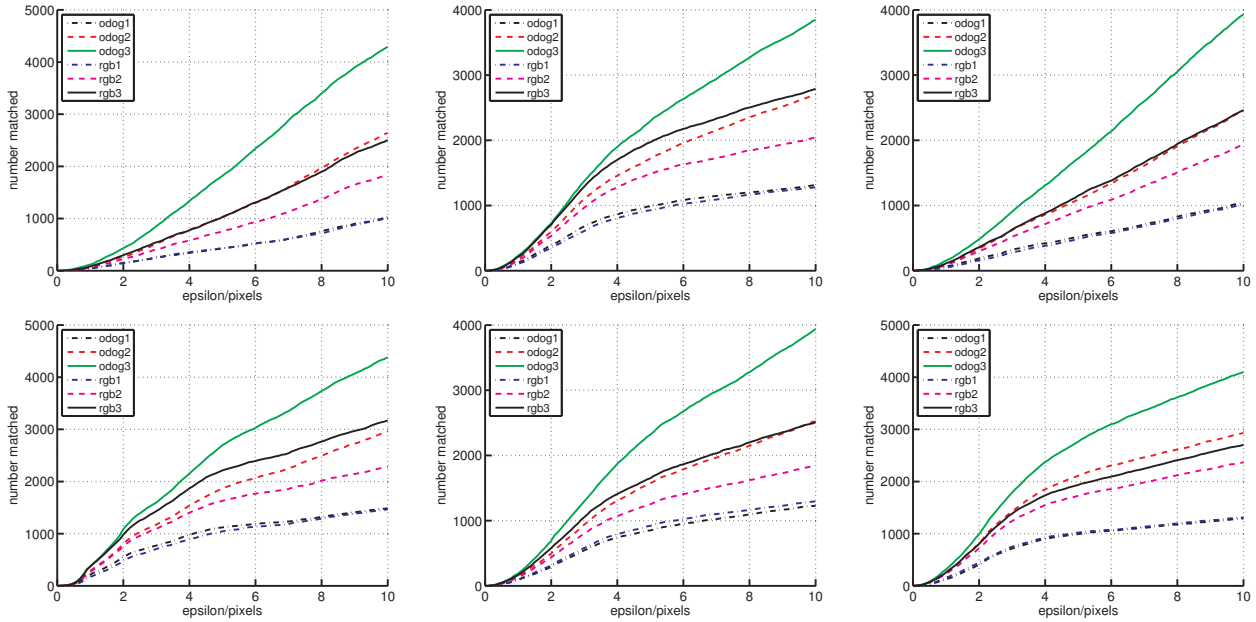 5000
4000
3000
2000
1000
0
number matched
odog1
odog2
odog3
rgb1
rgb2
rgb3
0 2 4 6 8 10
epsilon/pixels
4000
3000
2000
1000
0
number matched
odog1
odog2
odog3
rgb1
rgb2
rgb3
0 2 4 6 8 10
epsilon/pixels
4000
3000
2000
1000
0
number matched
odog1
odog2
odog3
rgb1
rgb2
rgb3
0 2 4 6 8 10
epsilon/pixels
5000
4000
3000
2000
1000
0
number matched
odog1
odog2
odog3
rgb1
rgb2
rgb3
0 2 4 6 8 10
epsilon/pixels
4000
3000
2000
1000
0
number matched
odog1
odog2
odog3
rgb1
rgb2
rgb3
0 2 4 6 8 10
epsilon/pixels
5000
4000
3000
2000
1000
0
number matched
odog1
odog2
odog3
rgb1
rgb2
rgb3
0 2 4 6 8 10
epsilon/pixels